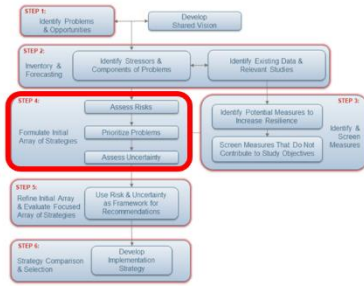 STEP 1:
Identify Problems
& Opportunities
Develop
Shared Vision
STEP 2:
Inventory &
Forecasting
Identify Stressors &
Components of Problems
Identify Existing Data &
Relevant Studies
STEP 4:
Formulate Initial
Array of Strategies
Assess Risks
Prioritize Problems
Assess Uncertainty
STEP 3:
Identify Potential Measures to
Increase Resilience
Screen Measures That Do Not
Contribute to Study Objectives
Identify &
Screen
Measures
STEP 5:
Refine Initial Array
& Evaluate Focused
Array of Strategies
Use Risk & Uncertainty
as Framework for
Recommendations
STEP 6:
Strategy Comparison
& Selection
Develop
Implementation
Strategy